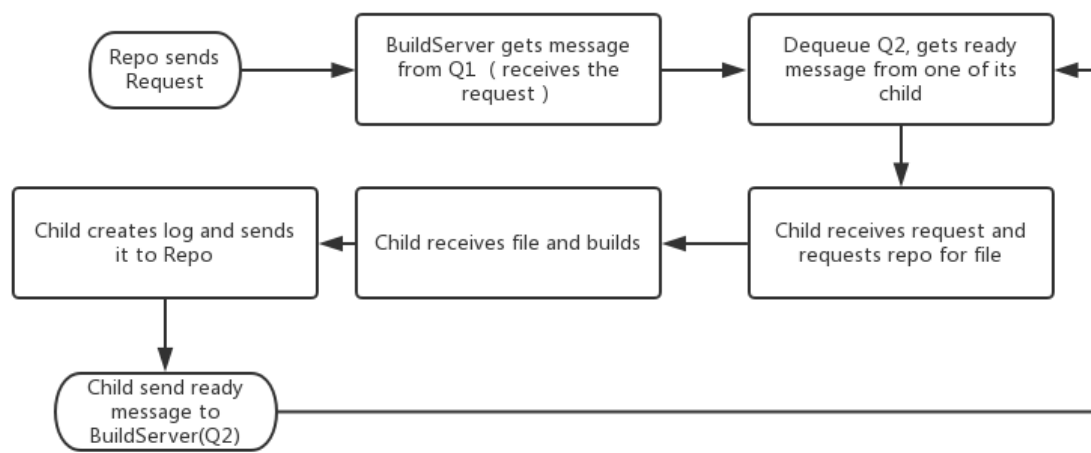 Repo sends
Request
BuildServer gets message
from Q1 ( receives the
request )
Dequeue Q2, gets ready
message from one of its
child
Child receives request and
requests repo for file
Child receives file and builds
Child creates log and sends
it to Repo
Child send ready
message to
BuildServer(Q2)